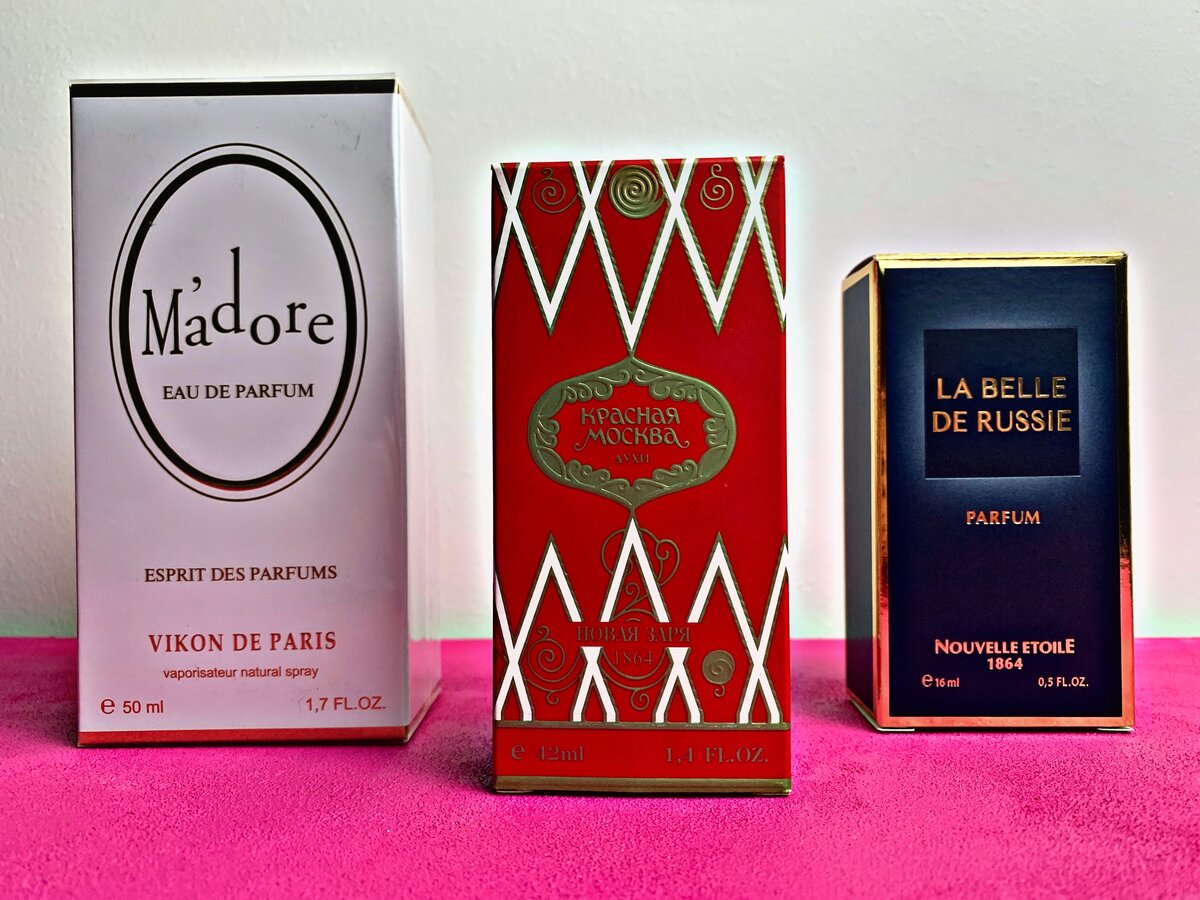 M'adore
EAU DE PARFUM
ESPRIT DES PARFUMS
VIKON DE PARIS
vaporisateur natural spray
e 50 ml 1,7 FL.OZ.
КРАСНАЯ
МОСКВА
ДУХИ
НОВАЯ ЗАРЯ
1864
e 42ml 1,4 FL.OZ.
LA BELLE
DE RUSSIE
PARFUM
NOUVELLE ETOILE
1864
e 16 ml 0,5 FL.OZ.